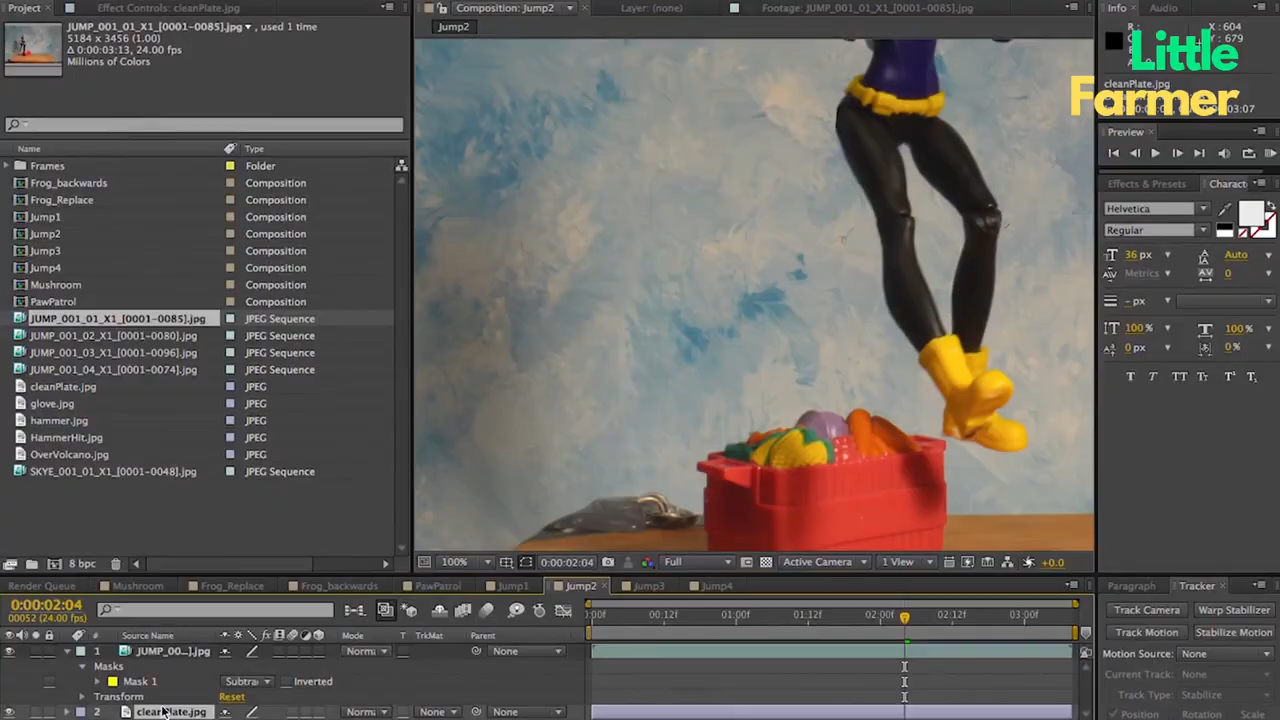 Project
Effect Controls: cleanPlate.jpg
Composition: Jump2
Layer: (none)
Footage: JUMP_001_01_X1_[0001-0085].jpg
Info
Audio
JUMP_001_01_X1_[0001-0085].jpg ▾, used 1 time
5184 x 3456 (1.00)
Δ 0:00:03:13, 24.00 fps
Millions of Colors
Jump2
X : 604
Y : 679
Little
Farmer
cleanPlate.jpg
Preview
Name
Type
Frames
Folder
Frog_backwards
Composition
Frog_Replace
Composition
Jump1
Composition
Jump2
Composition
Jump3
Composition
Jump4
Composition
Mushroom
Composition
PawPatrol
Composition
JUMP_001_01_X1_[0001-0085].jpg
JPEG Sequence
JUMP_001_02_X1_[0001-0080].jpg
JPEG Sequence
JUMP_001_03_X1_[0001-0096].jpg
JPEG Sequence
JUMP_001_04_X1_[0001-0074].jpg
JPEG Sequence
cleanPlate.jpg
JPEG
glove.jpg
JPEG
hammer.jpg
JPEG
HammerHit.jpg
JPEG
OverVolcano.jpg
JPEG
SKYE_001_01_X1_[0001-0048].jpg
JPEG Sequence
8 bpc
Effects & Presets
Charact
Helvetica
Regular
36 px
Auto
Metrics
0
- px
100 %
100 %
0 px
0 %
T T TT Tr T¹ T₁
100%
0:00:02:04
Full
Active Camera
1 View
+0.0
Render Queue
Mushroom
Frog_Replace
Frog_backwards
PawPatrol
Jump1
Jump2
Jump3
Jump4
0:00:02:04
00052 (24.00 fps)
:00f 00:12f 01:00f 01:12f 02:00f 02:12f 03:00f
# Source Name
Mode
T TrkMat
Parent
1 JUMP_00...].jpg
Norm
None
Masks
Mask 1
Subtra
Inverted
Transform
Reset
2 cleanPlate.jpg
Norm
None
None
Paragraph
Tracker
Track Camera
Warp Stabilizer
Track Motion
Stabilize Motion
Motion Source: None
Current Track: None
Track Type: Stabilize
Position
Rotation
Scale